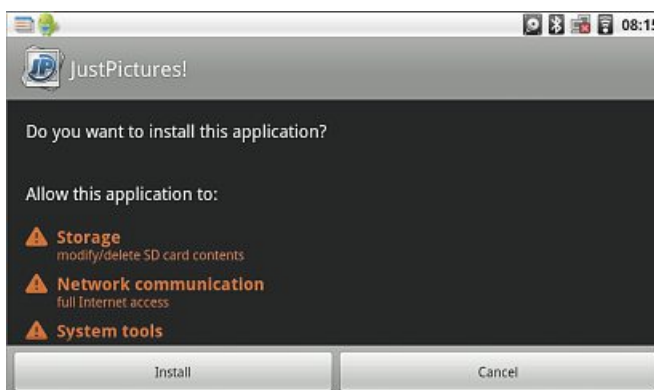 08:15
JP JustPictures!
Do you want to install this application?
Allow this application to:
Storage
modify/delete SD card contents
Network communication
full Internet access
System tools
Install Cancel